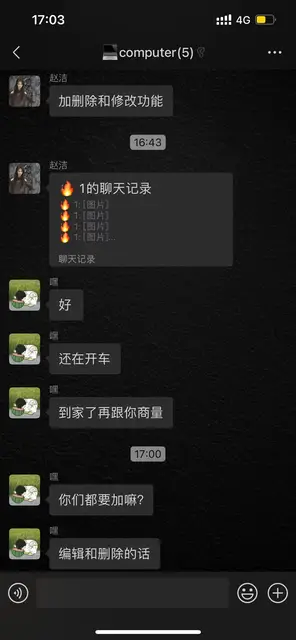 17:03
4G
💻computer(5)
赵洁
加删除和修改功能
16:43
赵洁
🔥 1的聊天记录
🔥 1: [图片]
🔥 1: [图片]
🔥 1: [图片]
🔥 1: [图片]...
聊天记录
嘿
好
嘿
还在开车
嘿
到家了再跟你商量
17:00
嘿
你们都要加嘛?
嘿
编辑和删除的话